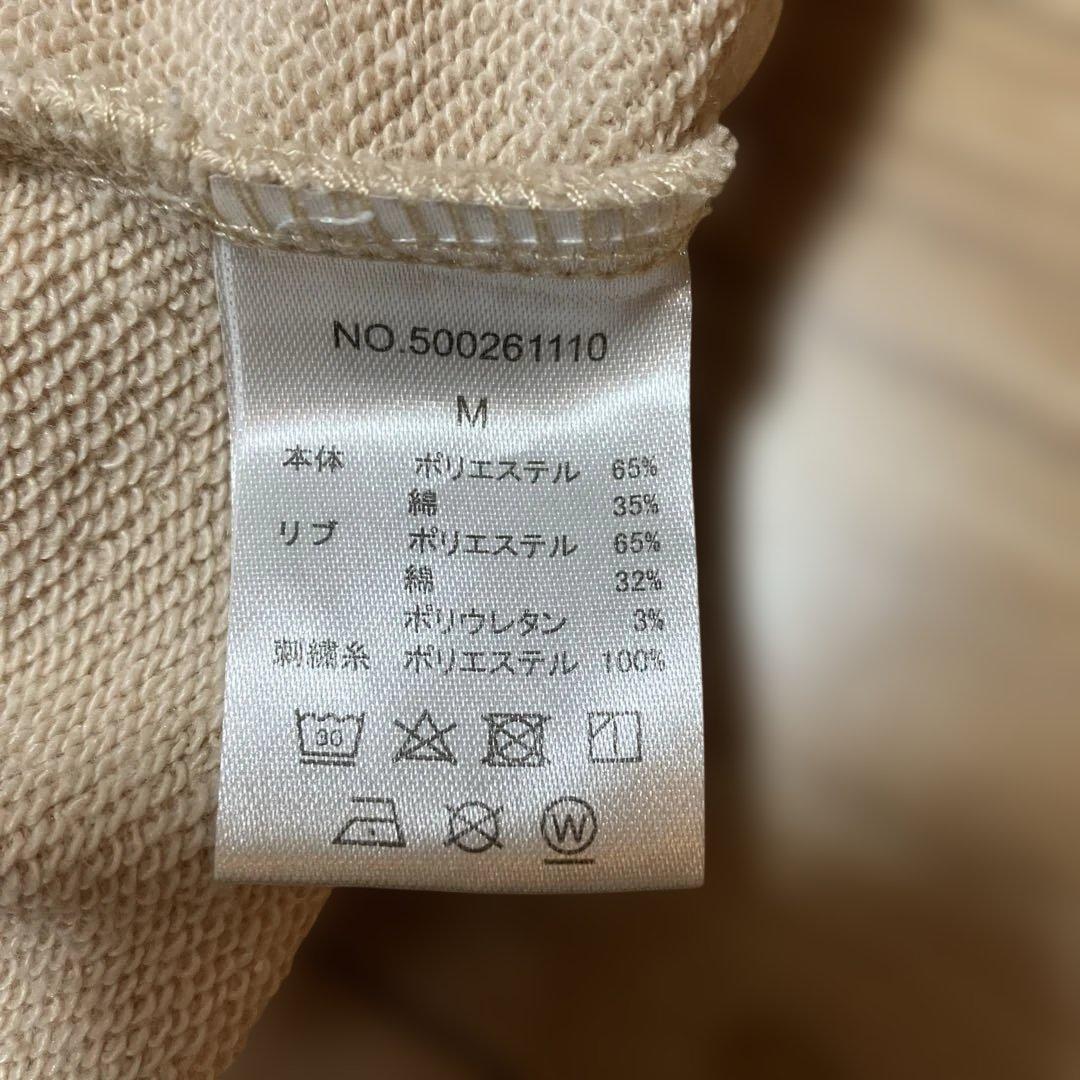 NO.500261110
M
本体 ポリエステル 65%
綿 35%
リブ ポリエステル 65%
綿 32%
ポリウレタン 3%
刺繍糸 ポリエステル 100%
30
W